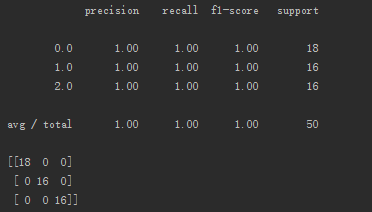 precision recall f1-score support
0.0 1.00 1.00 1.00 18
1.0 1.00 1.00 1.00 16
2.0 1.00 1.00 1.00 16
avg / total 1.00 1.00 1.00 50
[[18 0 0]
[ 0 16 0]
[ 0 0 16]]